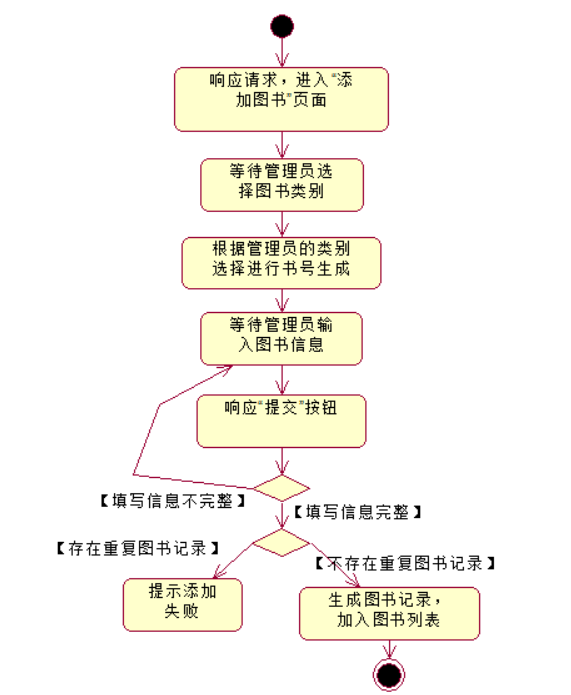 响应请求，进入“添
加图书”页面
等待管理员选
择图书类别
根据管理员的类别
选择进行书号生成
等待管理员输
入图书信息
响应“提交”按钮
【填写信息不完整】
【填写信息完整】
【存在重复图书记录】
【不存在重复图书记录】
提示添加
失败
生成图书记录，
加入图书列表